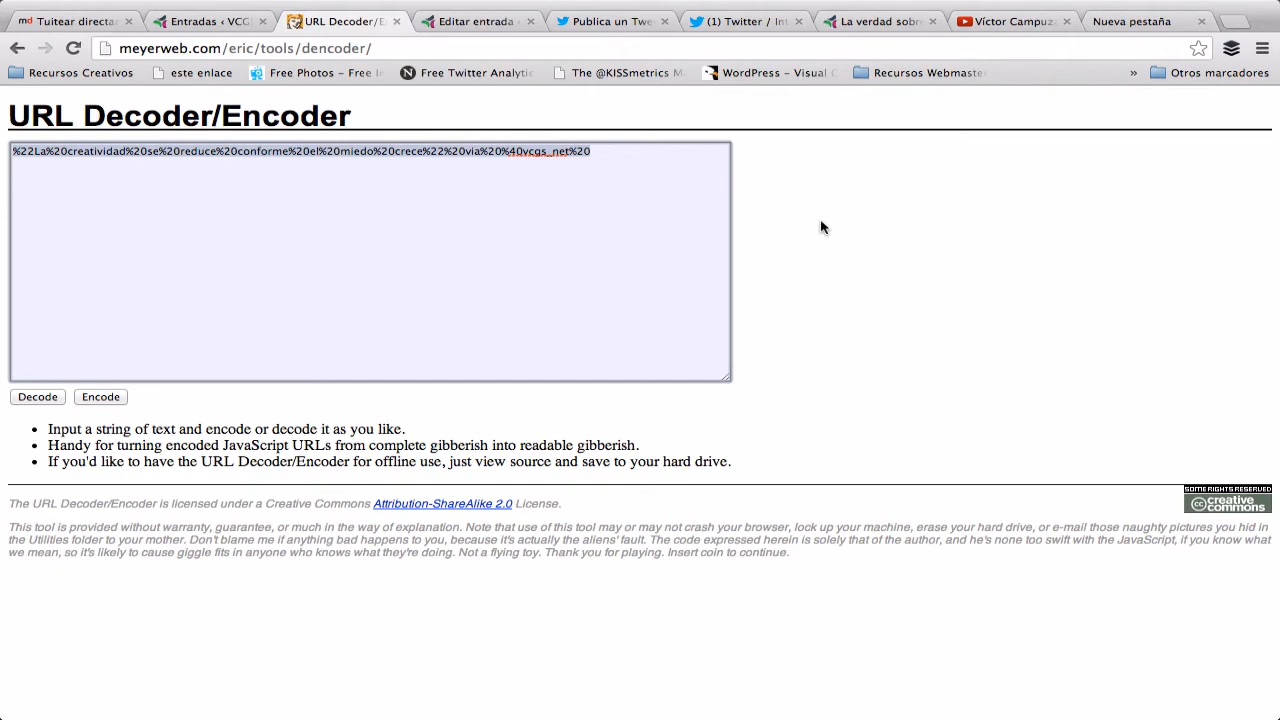 md Tuitear directar
Entradas ‹ VCG
URL Decoder/E
Editar entrada
Publica un Twe
(1) Twitter / In
La verdad sobr
Víctor Campuz
Nueva pestaña
meyerweb.com/eric/tools/dencoder/
Recursos Creativos
este enlace
Free Photos – Free I
Free Twitter Analytic
The @KISSmetrics M
WordPress – Visual
Recursos Webmaste
»
Otros marcadores
URL Decoder/Encoder
%22La%20creatividad%20se%20reduce%20conforme%20el%20miedo%20crece%22%20via%20%40vcgs_net%20
Decode
Encode
• Input a string of text and encode or decode it as you like.
• Handy for turning encoded JavaScript URLs from complete gibberish into readable gibberish.
• If you'd like to have the URL Decoder/Encoder for offline use, just view source and save to your hard drive.
The URL Decoder/Encoder is licensed under a Creative Commons Attribution-ShareAlike 2.0 License.
SOME RIGHTS RESERVED
cc creative commons
This tool is provided without warranty, guarantee, or much in the way of explanation. Note that use of this tool may or may not crash your browser, lock up your machine, erase your hard drive, or e-mail those naughty pictures you hid in
the Utilities folder to your mother. Don't blame me if anything bad happens to you, because it's actually the aliens' fault. The code expressed herein is solely that of the author, and he's none too swift with the JavaScript, if you know what
we mean, so it's likely to cause giggle fits in anyone who knows what they're doing. Not a flying toy. Thank you for playing. Insert coin to continue.